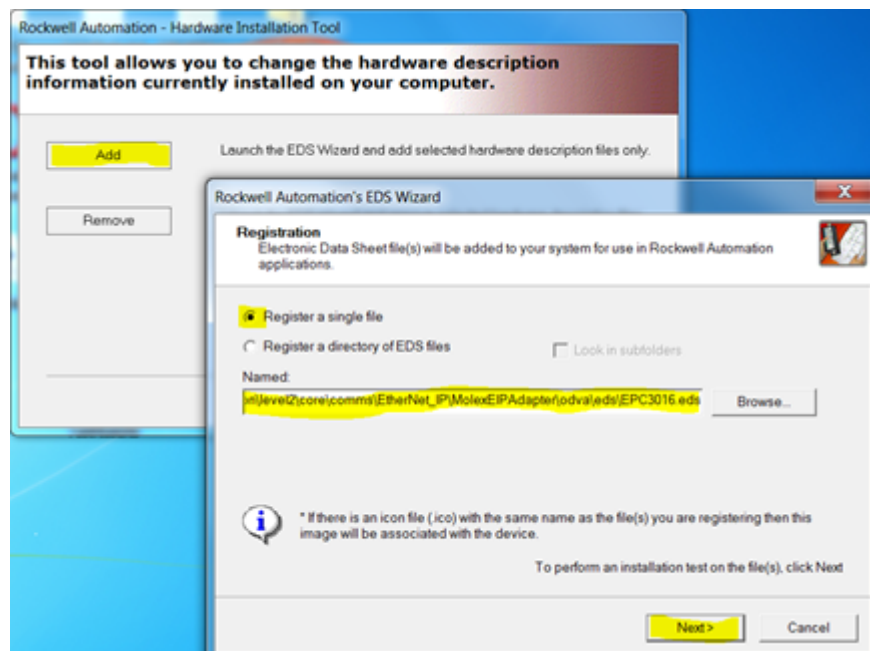 Rockwell Automation - Hardware Installation Tool
This tool allows you to change the hardware description
information currently installed on your computer.
Add
Launch the EDS Wizard and add selected hardware description files only.
Rockwell Automation's EDS Wizard
Remove
Registration
Electronic Data Sheet file(s) will be added to your system for use in Rockwell Automation
applications.
Register a single file
Register a directory of EDS files
Look in subfolders
Named:
\level2\core\comms\EtherNet_IP\MolexEIPAdapter\odva\eds\EPC3016.eds
Browse...
* If there is an icon file (.ico) with the same name as the file(s) you are registering then this
image will be associated with the device.
To perform an installation test on the file(s), click Next
Next >
Cancel